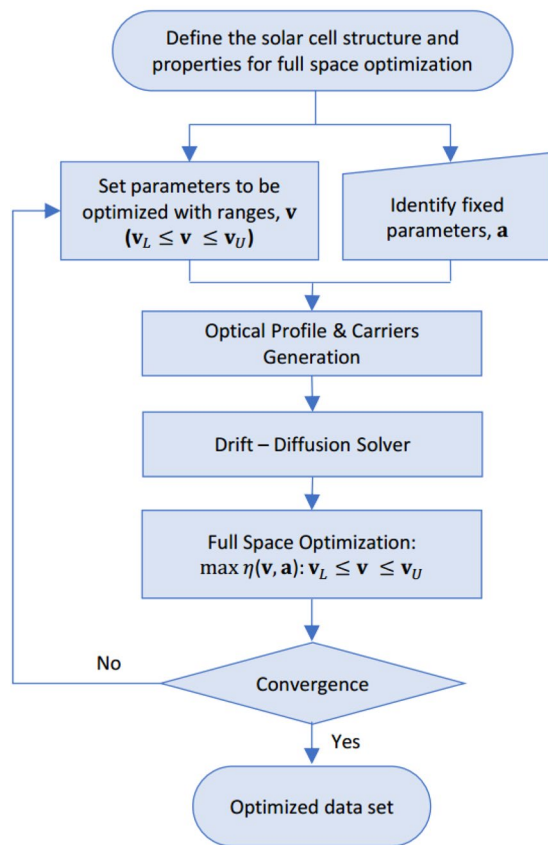 Define the solar cell structure and
properties for full space optimization
Set parameters to be
optimized with ranges, v
(v_L ≤ v ≤ v_U)
Identify fixed
parameters, a
Optical Profile & Carriers
Generation
Drift – Diffusion Solver
Full Space Optimization:
max η(v, a): v_L ≤ v ≤ v_U
No
Convergence
Yes
Optimized data set